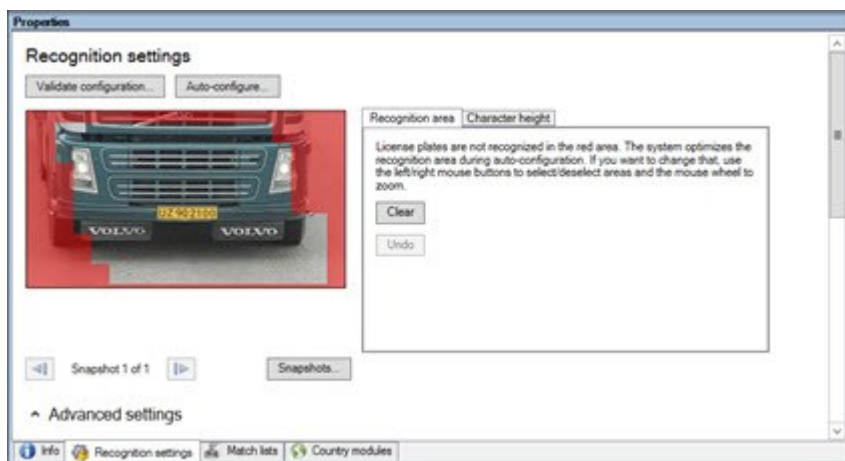 Properties
Recognition settings
Validate configuration... Auto-configure...
Recognition area Character height
License plates are not recognized in the red area. The system optimizes the
recognition area during auto-configuration. If you want to change that, use
the left/right mouse buttons to select/deselect areas and the mouse wheel to
zoom.
Clear
Undo
UZ 902100
VOLVO VOLVO
Snapshot 1 of 1 Snapshots...
Advanced settings
Info Recognition settings Match lists Country modules